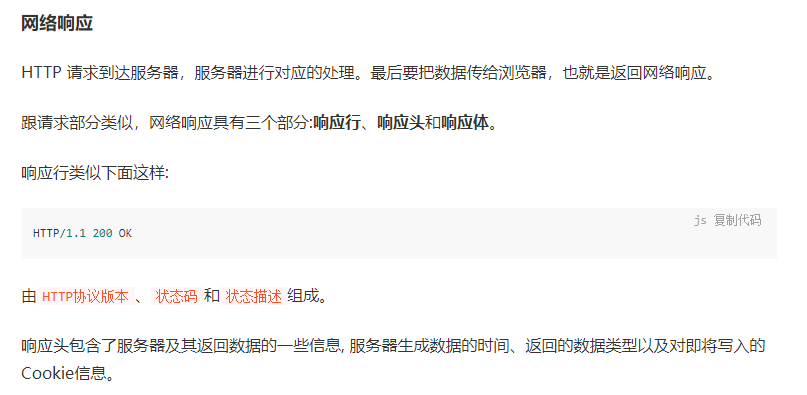 网络响应
HTTP 请求到达服务器，服务器进行对应的处理。最后要把数据传给浏览器，也就是返回网络响应。
跟请求部分类似，网络响应具有三个部分:响应行、响应头和响应体。
响应行类似下面这样:
js 复制代码
HTTP/1.1 200 OK
由 HTTP协议版本 、 状态码 和 状态描述 组成。
响应头包含了服务器及其返回数据的一些信息, 服务器生成数据的时间、返回的数据类型以及对即将写入的
Cookie信息。